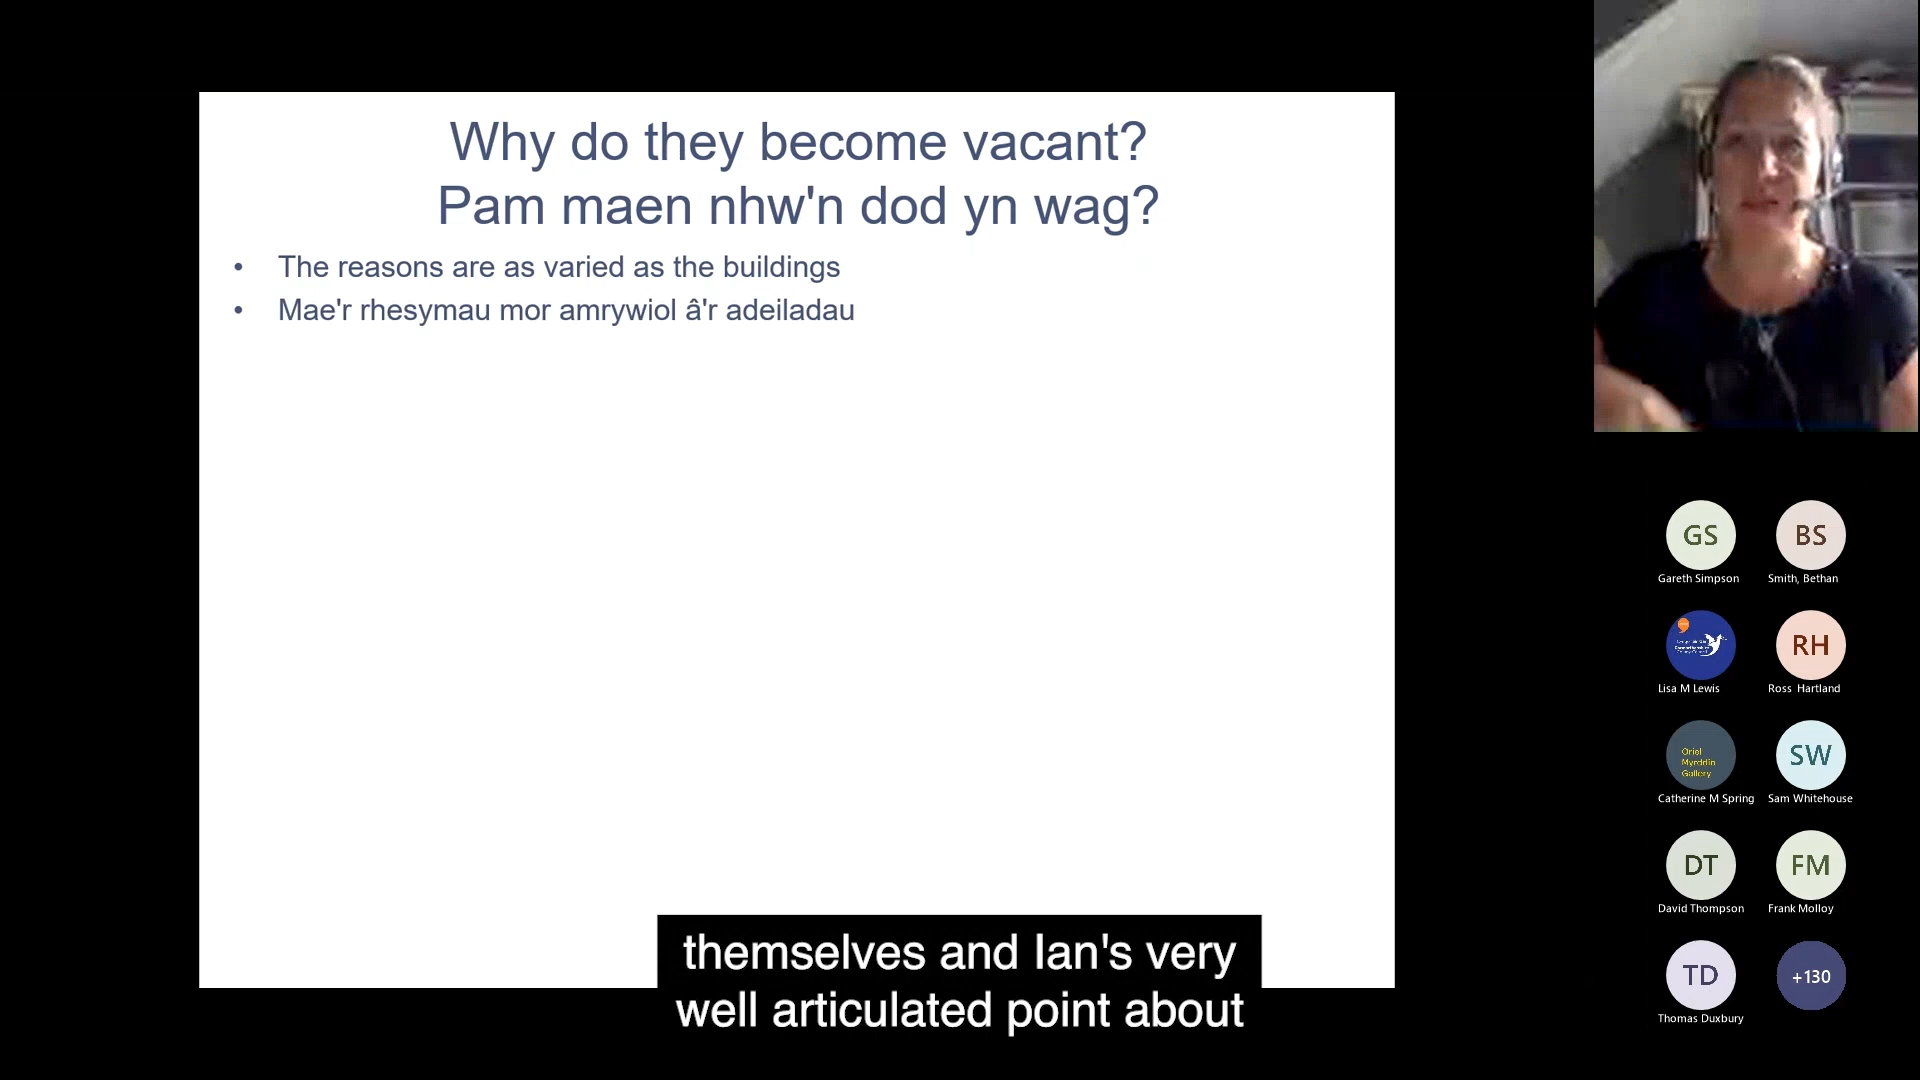 Why do they become vacant?
Pam maen nhw'n dod yn wag?
• The reasons are as varied as the buildings
• Mae'r rhesymau mor amrywiol â'r adeiladau
themselves and Ian's very
well articulated point about
GS
Gareth Simpson
BS
Smith, Bethan
Lisa M Lewis
RH
Ross Hartland
Oriel
Myrddin
Gallery
Catherine M Spring
SW
Sam Whitehouse
DT
David Thompson
FM
Frank Molloy
TD
Thomas Duxbury
+130